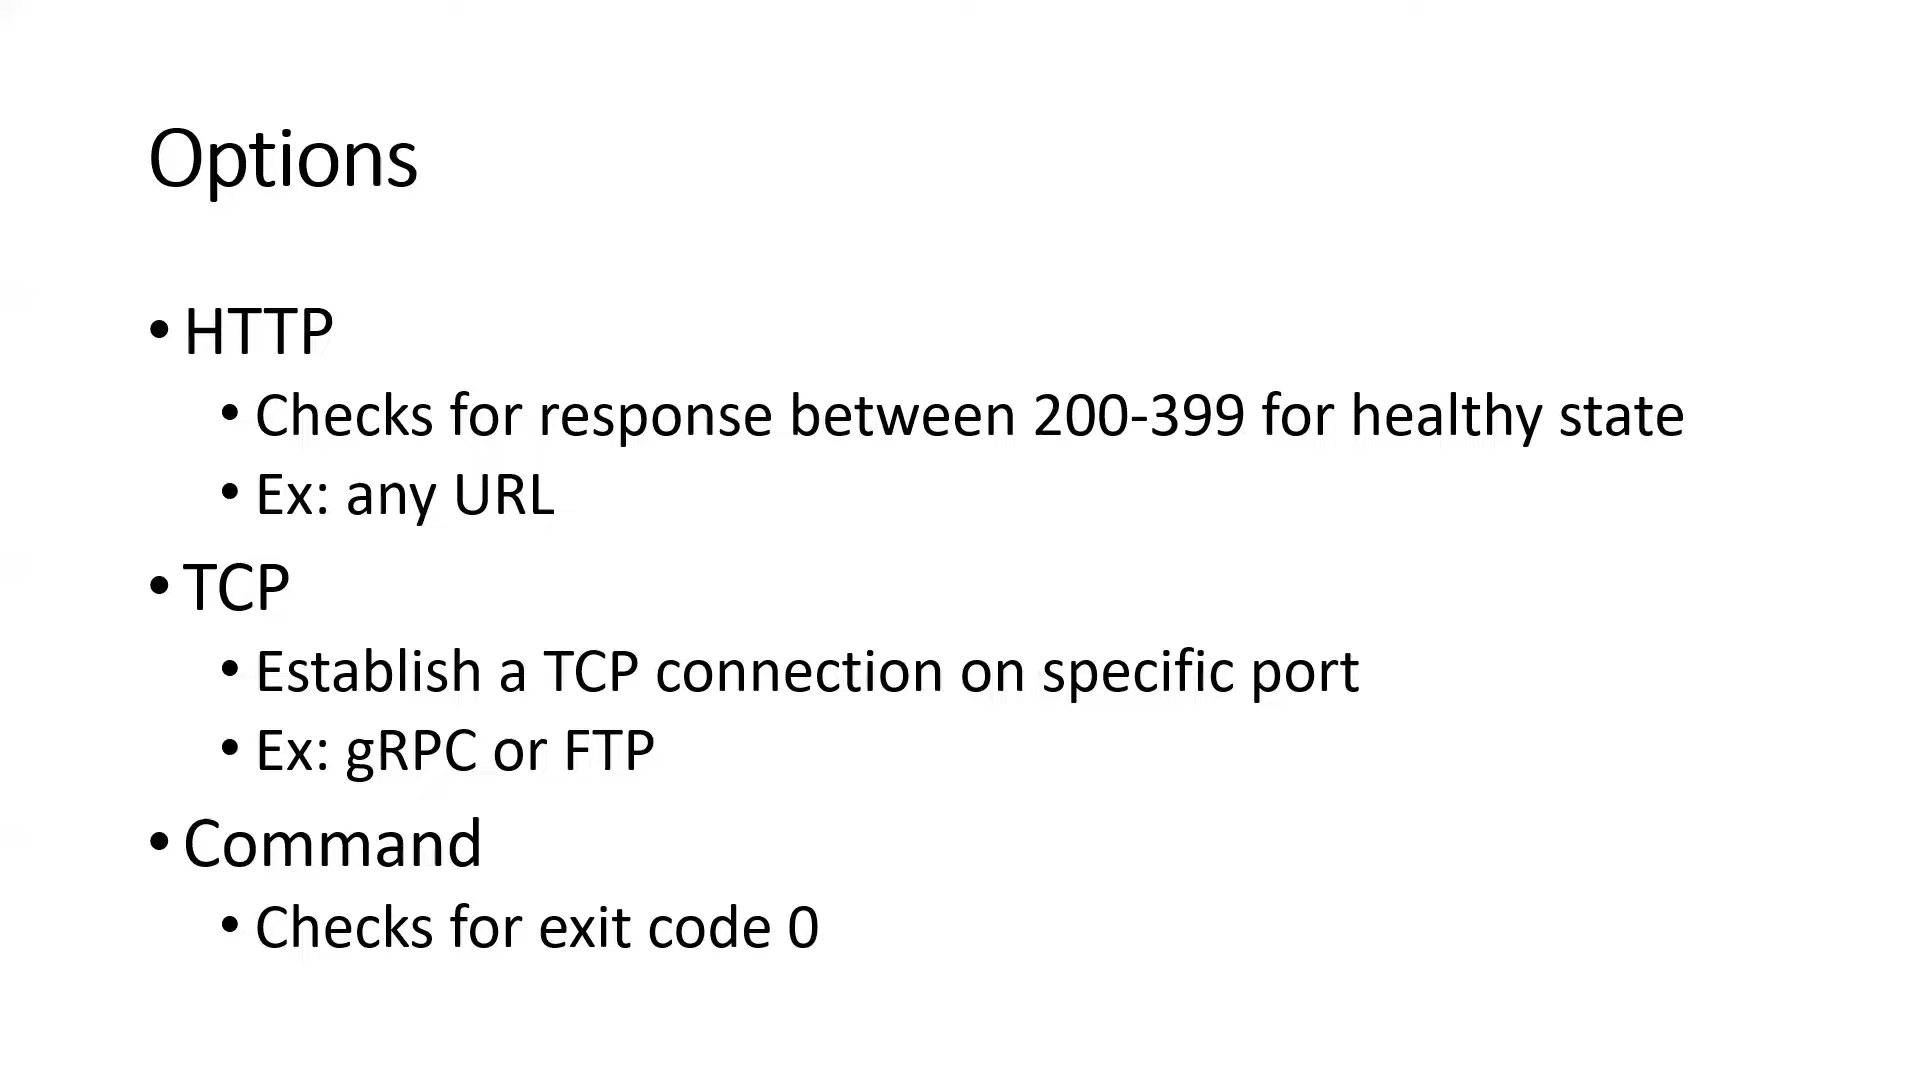 Options
• HTTP
• Checks for response between 200-399 for healthy state
• Ex: any URL
• TCP
• Establish a TCP connection on specific port
• Ex: gRPC or FTP
• Command
• Checks for exit code 0